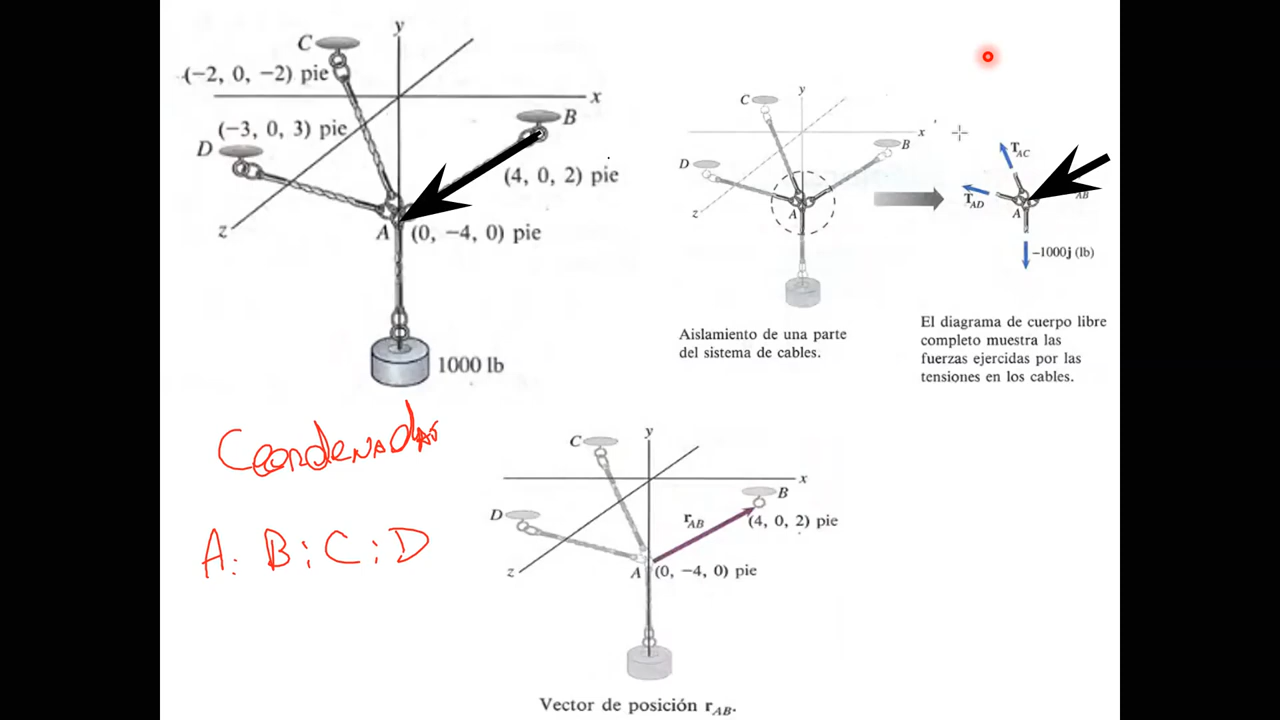 y
C
(−2, 0, −2) pie
x
B
(−3, 0, 3) pie
D
(4, 0, 2) pie
z
A (0, −4, 0) pie
1000 lb
y
C
x
B
D
A
z
T_AC
T_AD
AB
A
−1000j (lb)
Aislamiento de una parte
del sistema de cables.
El diagrama de cuerpo libre
completo muestra las
fuerzas ejercidas por las
tensiones en los cables.
Coordenadas
A: B; C; D
y
C
x
B
D
r_AB
(4, 0, 2) pie
z
A (0, −4, 0) pie
Vector de posición r_AB.